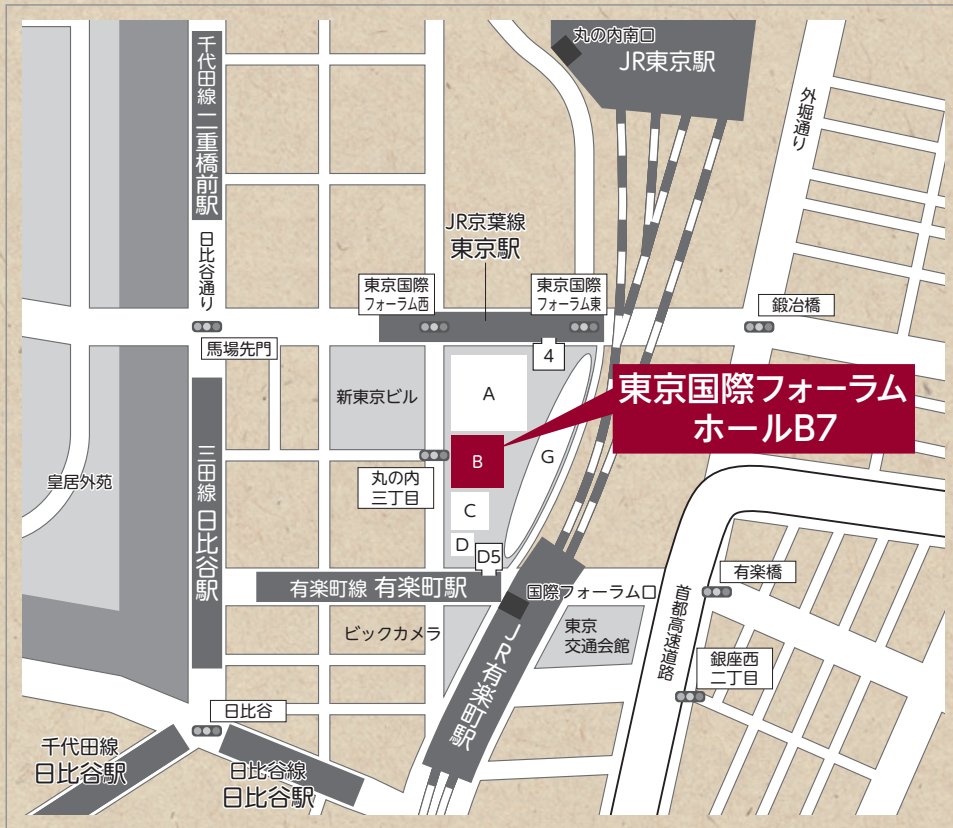 丸の内南口
JR東京駅
千代田線 二重橋前駅
外堀通り
JR京葉線
東京駅
日比谷通り
東京国際
フォーラム西
東京国際
フォーラム東
鍛冶橋
馬場先門
4
新東京ビル
A
東京国際フォーラム
ホールB7
B
G
皇居外苑
三田線 日比谷駅
丸の内
三丁目
C
D
D5
有楽町線 有楽町駅
国際フォーラム口
有楽橋
首都高速道路
ビックカメラ
東京
交通会館
JR有楽町駅
銀座西
二丁目
日比谷
千代田線
日比谷駅
日比谷線
日比谷駅